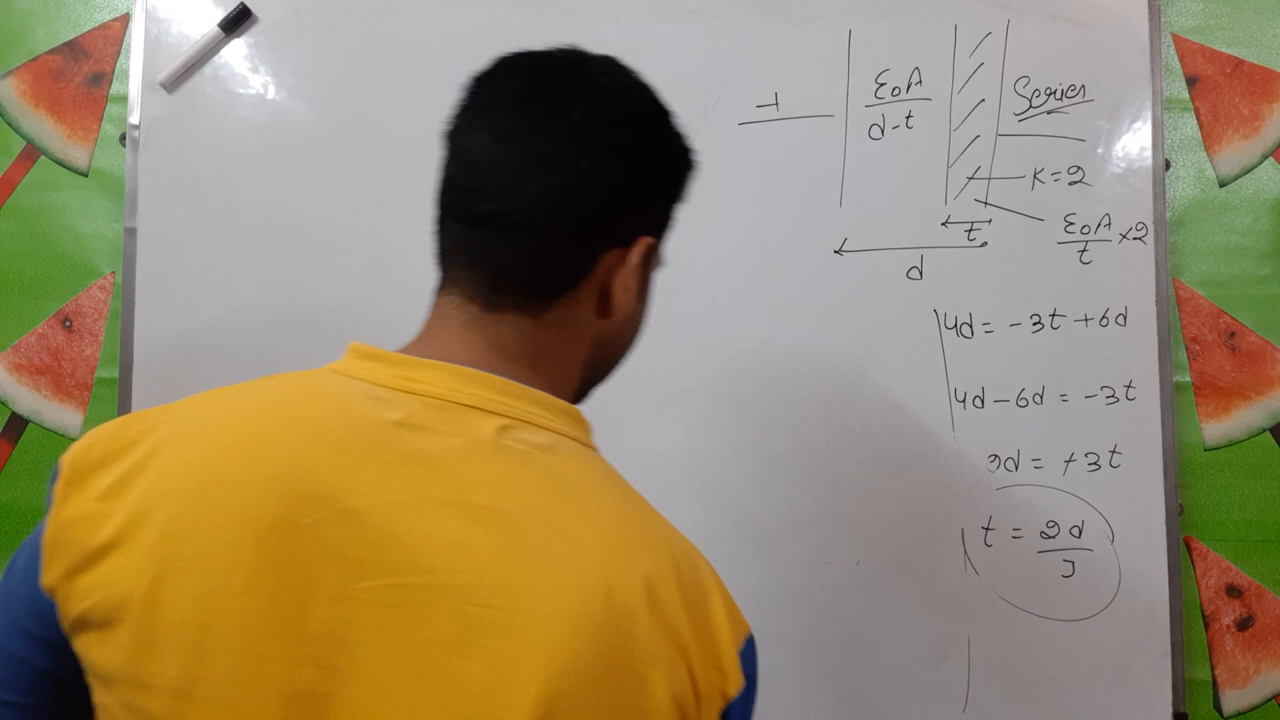 ε₀A
d-t
Series
K=2
ε₀A
t
×2
t
d
4d = -3t + 6d
4d - 6d = -3t
2d = +3t
t = 2d
3